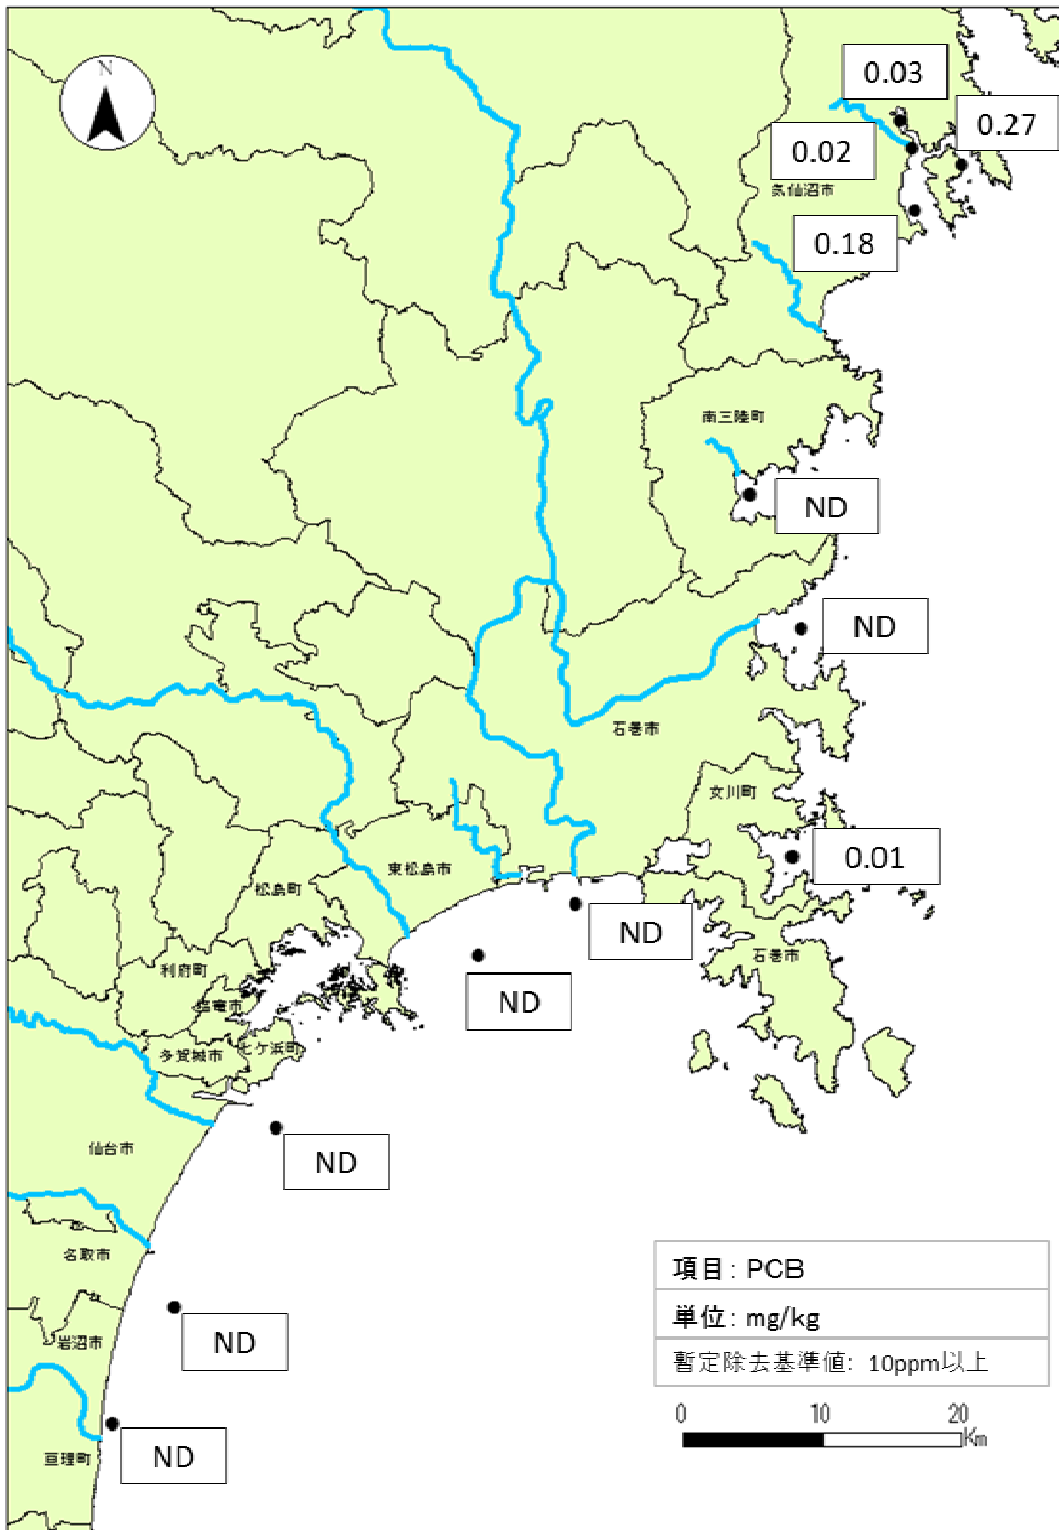 N
0.03
0.27
0.02
気仙沼市
0.18
南三陸町
ND
ND
石巻市
女川町
0.01
東松島市
松島町
ND
石巻市
利府町
ND
塩竈市
七ケ浜町
多賀城市
仙台市
ND
名取市
項目: PCB
単位: mg/kg
岩沼市
ND
暫定除去基準値: 10ppm以上
0 10 20
Km
ND
亘理町